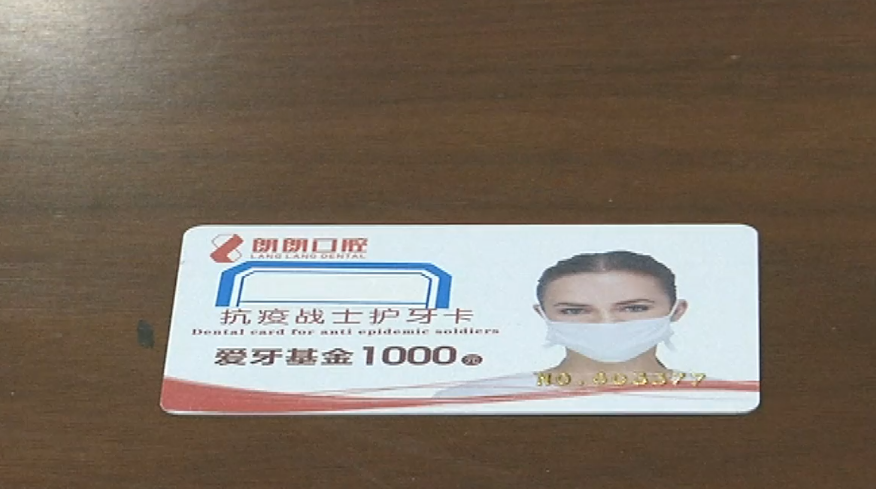 朗朗口腔
LANG LANG DENTAL
抗疫战士护牙卡
Dental card for anti epidemic soldiers
爱牙基金1000元